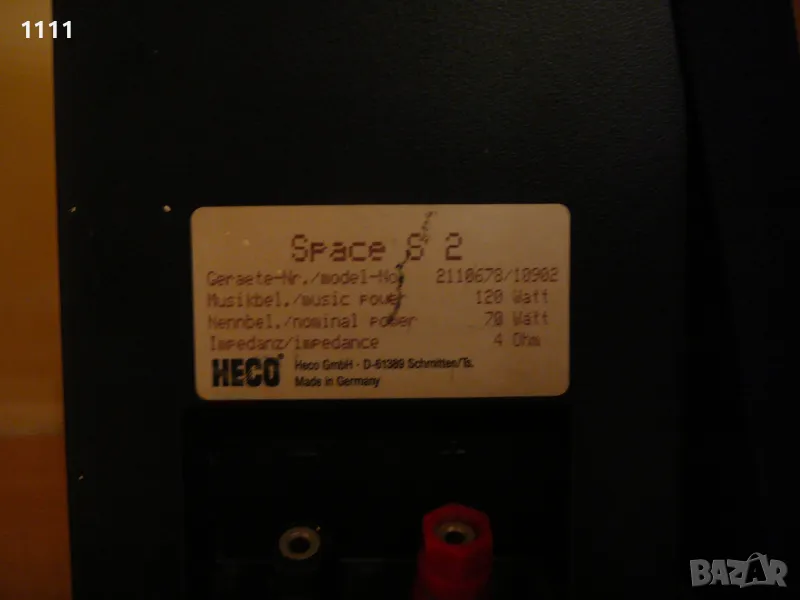 1111
Space S 2
Geraete-Nr./model-No. 2110678/10902
Musikbel./music power 120 Watt
Nennbel./nominal power 70 Watt
Impedanz/impedance 4 Ohm
HECO® Heco GmbH · D-61389 Schmitten/Ts.
Made in Germany
BAZAR